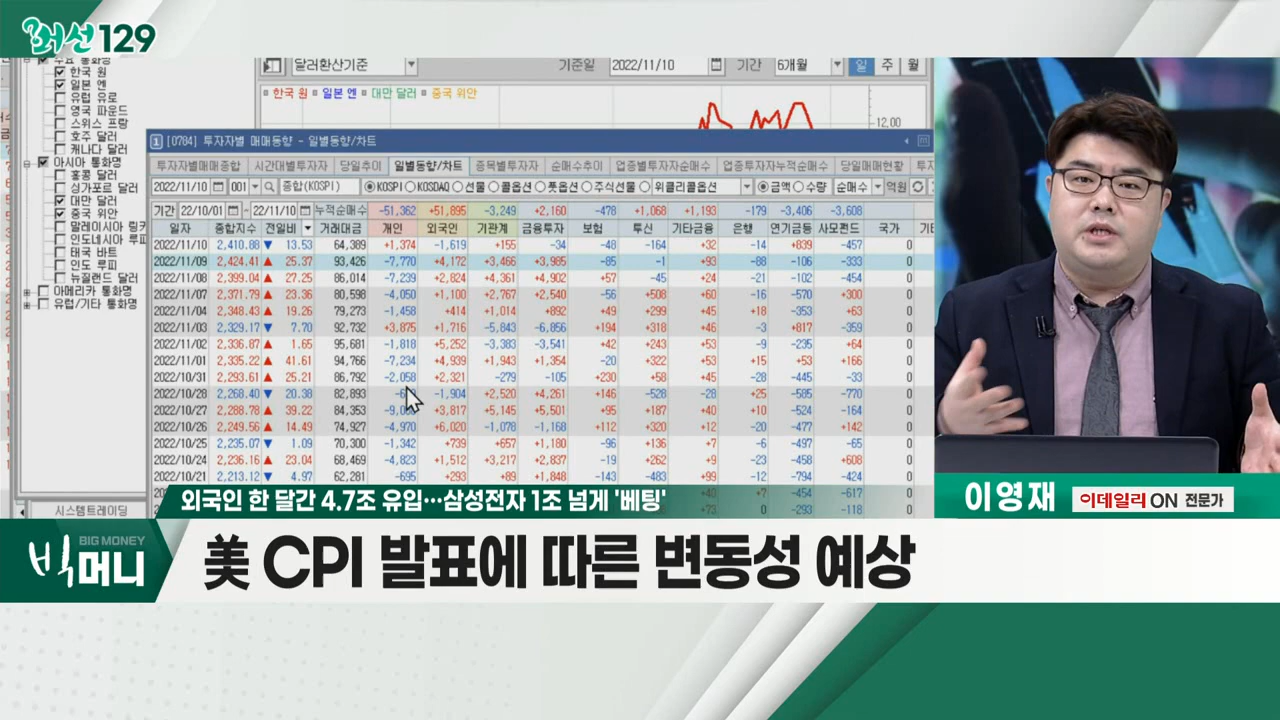 최선129
주요 통화명
한국 원
일본 엔
유럽 유로
영국 파운드
스위스 프랑
호주 달러
캐나다 달러
아시아 통화명
홍콩 달러
싱가포르 달러
대만 달러
중국 위안
말레이시아 링키
인도네시아 루피
태국 바트
인도 루피
뉴질랜드 달러
아메리카 통화명
유럽/기타 통화명
시스템트레이딩
달러환산기준 기준일 2022/11/10 기간 6개월 일 주 월
한국 원 일본 엔 대만 달러 중국 위안
12,00
1 [0784] 투자자별 매매동향 - 일별동향/차트
투자자별매매종합 시간대별투자자 당일추이 일별동향/차트 종목별투자자 순매수추이 업종별투자자순매수 업종투자자누적순매수 당일매매현황 투자
2022/11/10 001 종합(KOSPI) KOSPI KOSDAQ 선물 콜옵션 풋옵션 주식선물 위클리콜옵션 금액 수량 순매수 억원
기간 22/10/01 ~ 22/11/10 누적순매수 -51,362 +51,895 -3,249 +2,160 -478 +1,068 +1,193 -179 -3,406 -3,608
일자 종합지수 전일비 거래대금 개인 외국인 기관계 금융투자 보험 투신 기타금융 은행 연기금등 사모펀드 국가 기타
2022/11/10 2,410.88 ▼ 13.53 64,389 +1,374 -1,619 +155 -34 -48 -164 +32 -14 +839 -457 0
2022/11/09 2,424.41 ▲ 25.37 93,426 -7,770 +4,172 +3,466 +3,985 -85 -1 +93 -88 -106 -333 0
2022/11/08 2,399.04 ▲ 27.25 86,014 -7,239 +2,824 +4,361 +4,902 +57 -45 +24 -21 -102 -454 0
2022/11/07 2,371.79 ▲ 23.36 80,598 -4,050 +1,100 +2,767 +2,540 -56 +508 +60 -16 -570 +300 0
2022/11/04 2,348.43 ▲ 19.26 79,273 -1,458 +414 +1,014 +892 +49 +299 +45 +18 -353 +63 0
2022/11/03 2,329.17 ▼ 7.70 92,732 +3,875 +1,716 -5,843 -6,856 +194 +318 +46 -3 +817 -359 0
2022/11/02 2,336.87 ▲ 1.65 95,681 -1,818 +5,252 -3,383 -3,541 +42 +243 +53 -9 -235 +64 0
2022/11/01 2,335.22 ▲ 41.61 94,766 -7,234 +4,939 +1,943 +1,354 -20 +322 +53 +15 +53 +166 0
2022/10/31 2,293.61 ▲ 25.21 86,792 -2,058 +2,321 -279 -105 +230 +58 +45 -28 -445 -33 0
2022/10/28 2,268.40 ▼ 20.38 82,893 -1,904 +2,520 +4,261 +146 -528 -28 +25 -585 -770 0
2022/10/27 2,288.78 ▲ 39.22 84,353 +3,817 +5,145 +5,501 +95 +187 +40 +10 -524 -164 0
2022/10/26 2,249.56 ▲ 14.49 74,927 -4,970 +6,020 -1,078 -1,168 +112 +320 +12 -20 -477 +142 0
2022/10/25 2,235.07 ▼ 1.09 70,300 -1,342 +739 +657 +1,180 -96 +136 +7 -6 -497 -65 0
2022/10/24 2,236.16 ▲ 23.04 68,469 -4,823 +1,512 +3,217 +2,837 -19 +262 +9 -23 -458 +608 0
2022/10/21 2,213.12 ▼ 4.97 62,281 -695 +293 +89 +1,848 -143 -483 +99 -12 -794 -424 0
+40 +7 -454 -617 0
+73 0 -293 -118 0
외국인 한 달간 4.7조 유입…삼성전자 1조 넘게 '베팅'
이영재 이데일리ON 전문가
BIG MONEY
빅머니
美 CPI 발표에 따른 변동성 예상